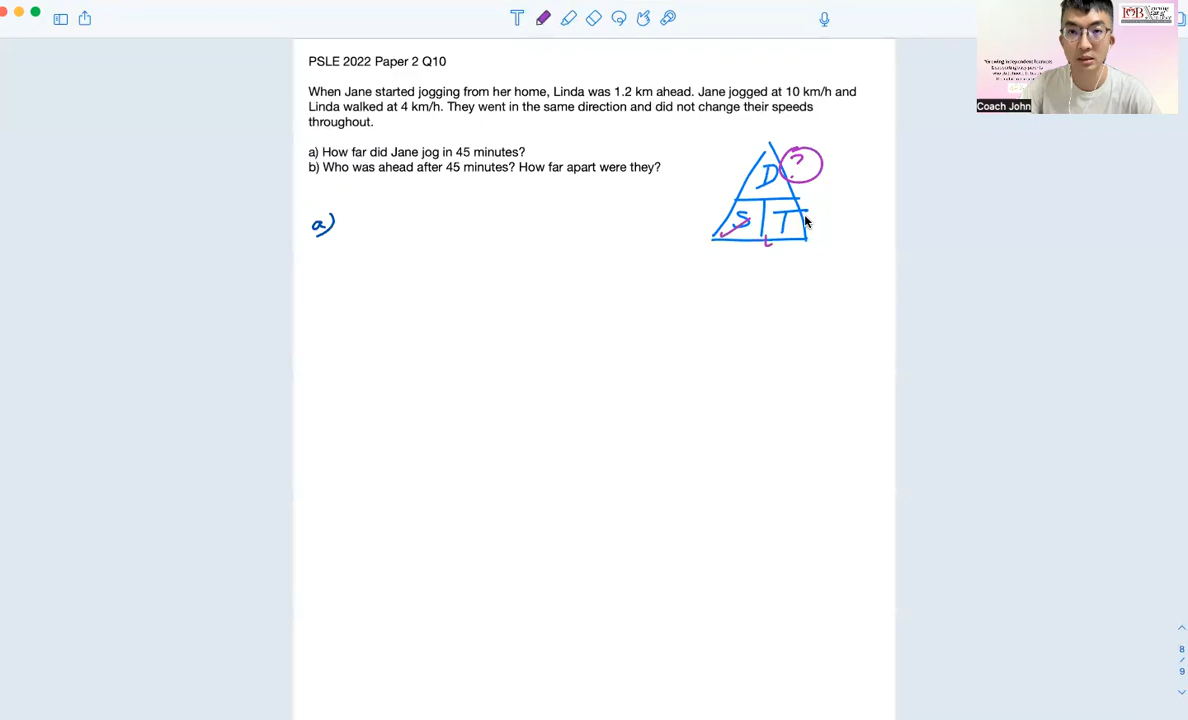 PSLE 2022 Paper 2 Q10
When Jane started jogging from her home, Linda was 1.2 km ahead. Jane jogged at 10 km/h and
Linda walked at 4 km/h. They went in the same direction and did not change their speeds
throughout.
a) How far did Jane jog in 45 minutes?
b) Who was ahead after 45 minutes? How far apart were they?
D ?
S T
a)
Coach John
8
/
9